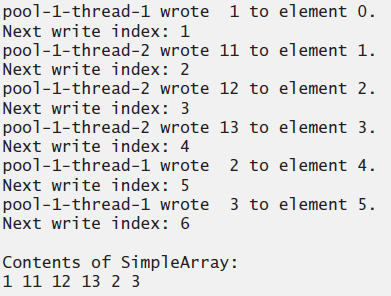 pool-1-thread-1 wrote  1 to element 0.
Next write index: 1
pool-1-thread-2 wrote 11 to element 1.
Next write index: 2
pool-1-thread-2 wrote 12 to element 2.
Next write index: 3
pool-1-thread-2 wrote 13 to element 3.
Next write index: 4
pool-1-thread-1 wrote  2 to element 4.
Next write index: 5
pool-1-thread-1 wrote  3 to element 5.
Next write index: 6

Contents of SimpleArray:
1 11 12 13 2 3